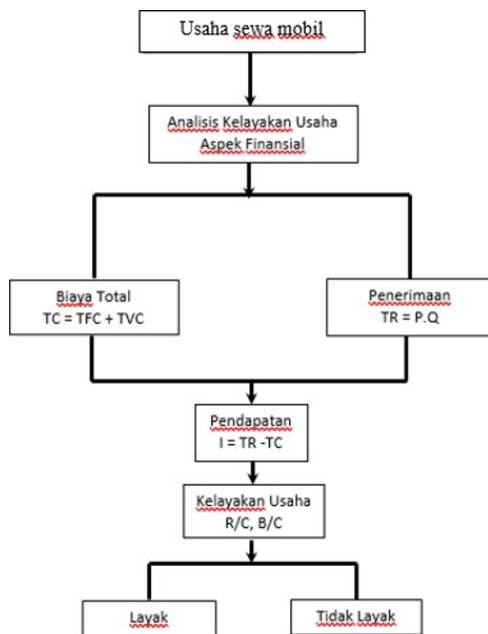 Usaha sewa mobil
Analisis Kelayakan Usaha
Aspek Finansial
Biaya Total
TC = TFC + TVC
Penerimaan
TR = P.Q
Pendapatan
I = TR -TC
Kelayakan Usaha
R/C, B/C
Layak
Tidak Layak